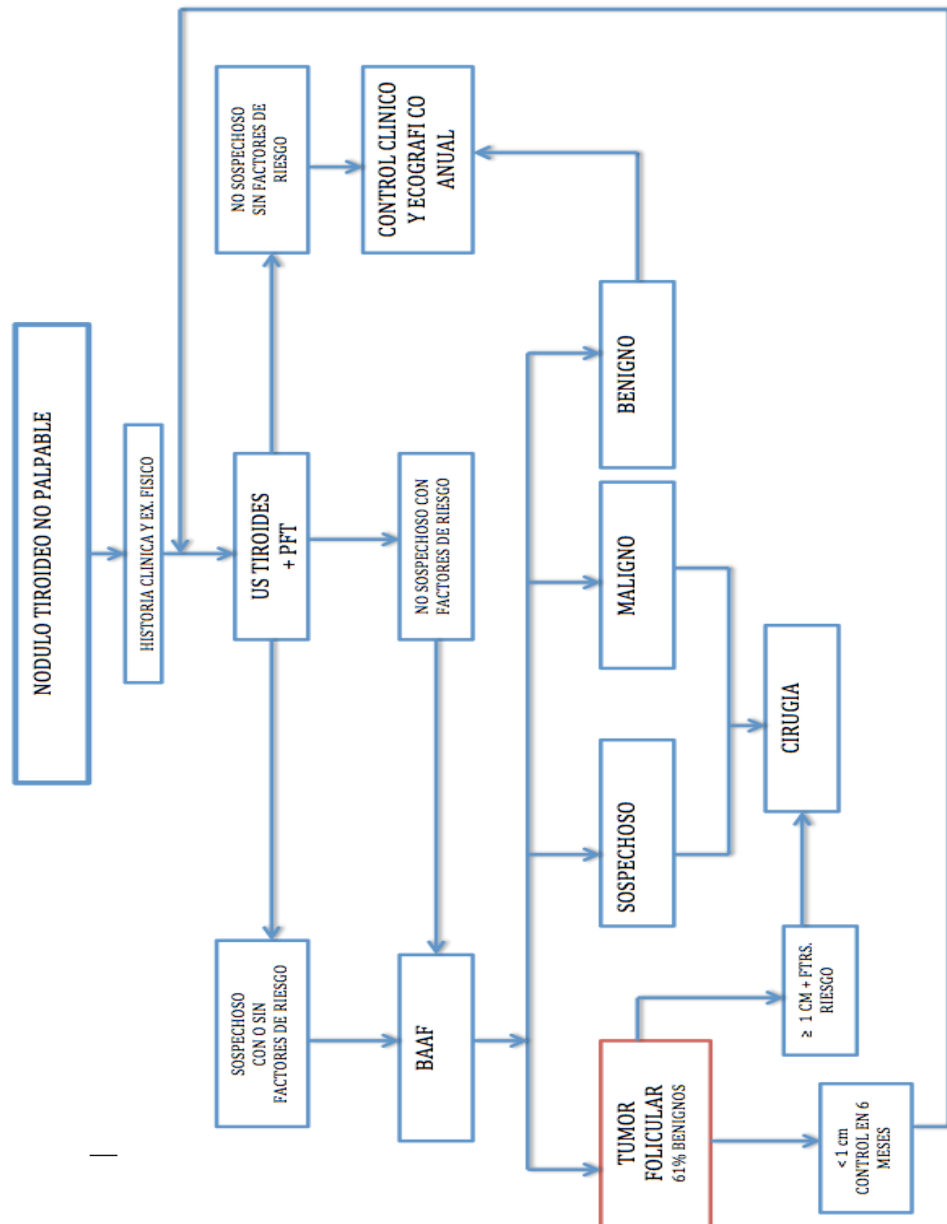 NODULO TIROIDEO NO PALPABLE
HISTORIA CLINICA Y EX. FISICO
US TIROIDES
+ PFT
SOSPECHOSO
CON O SIN
FACTORES DE RIESGO
NO SOSPECHOSO CON
FACTORES DE RIESGO
NO SOSPECHOSO
SIN FACTORES DE
RIESGO
BAAF
CONTROL CLINICO
Y ECOGRAFI CO
ANUAL
TUMOR
FOLICULAR
61% BENIGNOS
SOSPECHOSO
MALIGNO
BENIGNO
≥ 1 CM + FTRS.
RIESGO
CIRUGIA
< 1 cm
CONTROL EN 6
MESES